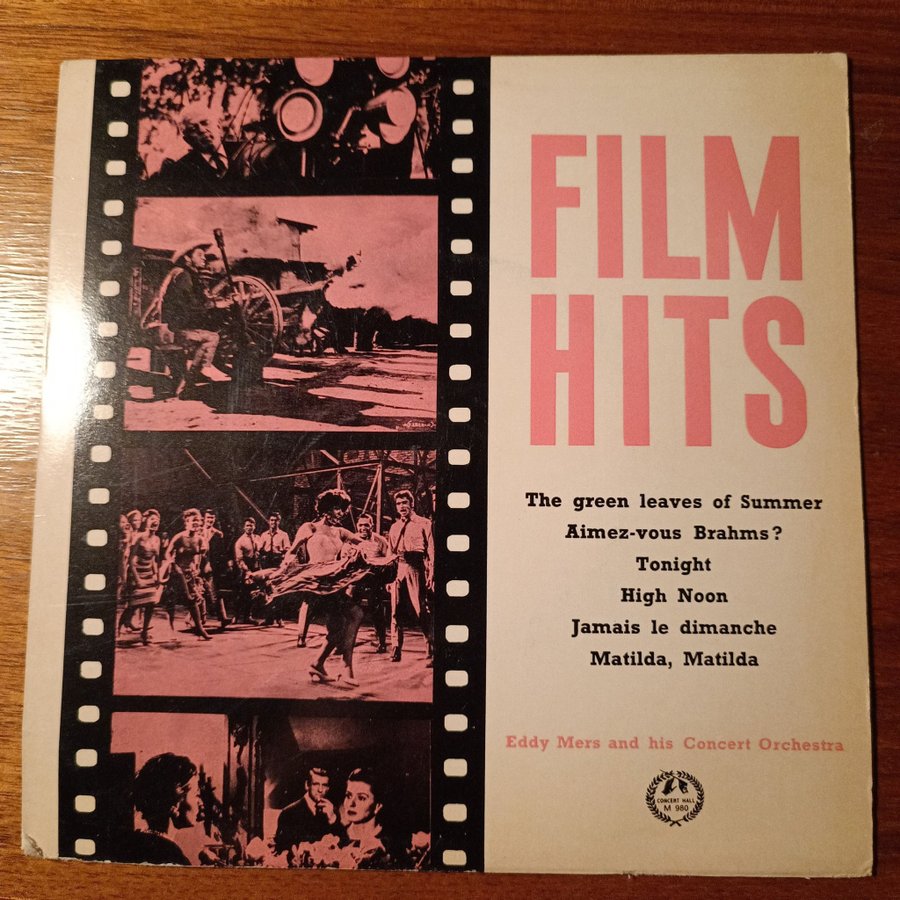 FILM
HITS
The green leaves of Summer
Aimez-vous Brahms?
Tonight
High Noon
Jamais le dimanche
Matilda, Matilda
Eddy Mers and his Concert Orchestra
CONCERT HALL
M 980